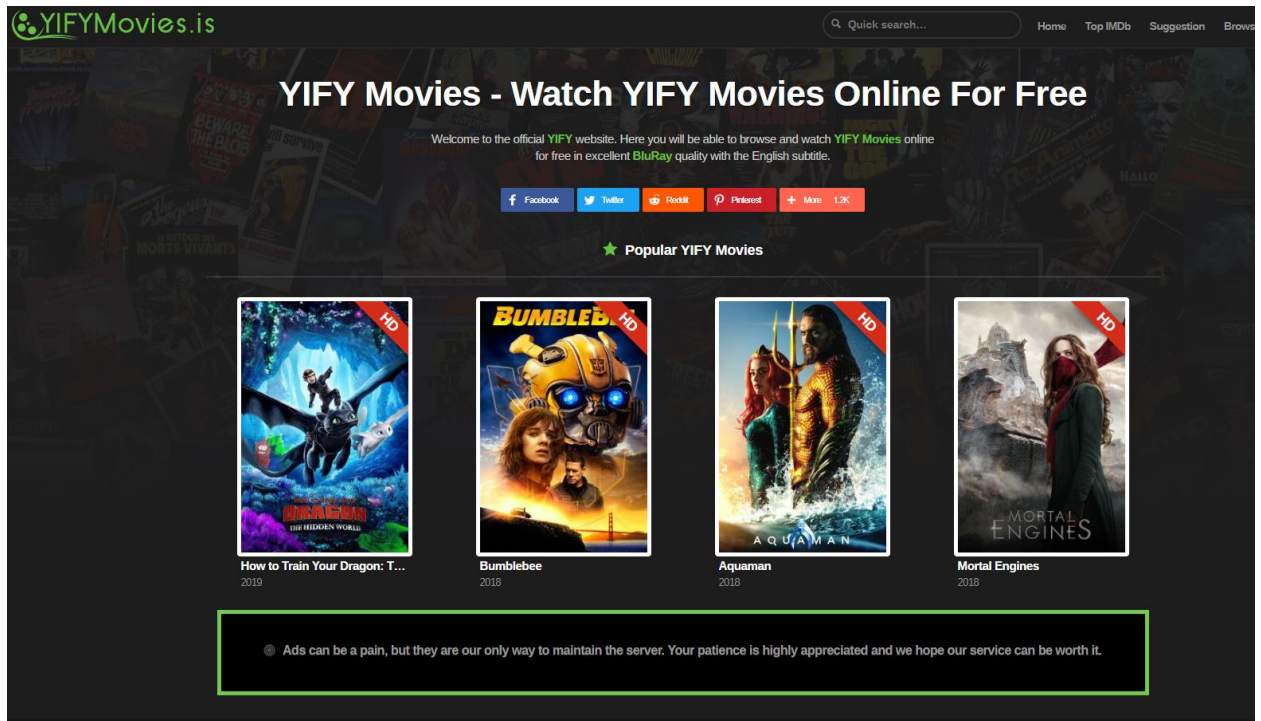 YIFYMovies.is
Quick search...
Home Top IMDb Suggestion Brows
YIFY Movies - Watch YIFY Movies Online For Free
Welcome to the official YIFY website. Here you will be able to browse and watch YIFY Movies online
for free in excellent BluRay quality with the English subtitle.
Facebook Twitter Reddit Pinterest More 1.2K
Popular YIFY Movies
HD
DRAGON
THE HIDDEN WORLD
HD
BUMBLEBEE
HD
AQUAMAN
HD
MORTAL
ENGINES
How to Train Your Dragon: T...
2019
Bumblebee
2018
Aquaman
2018
Mortal Engines
2018
Ads can be a pain, but they are our only way to maintain the server. Your patience is highly appreciated and we hope our service can be worth it.